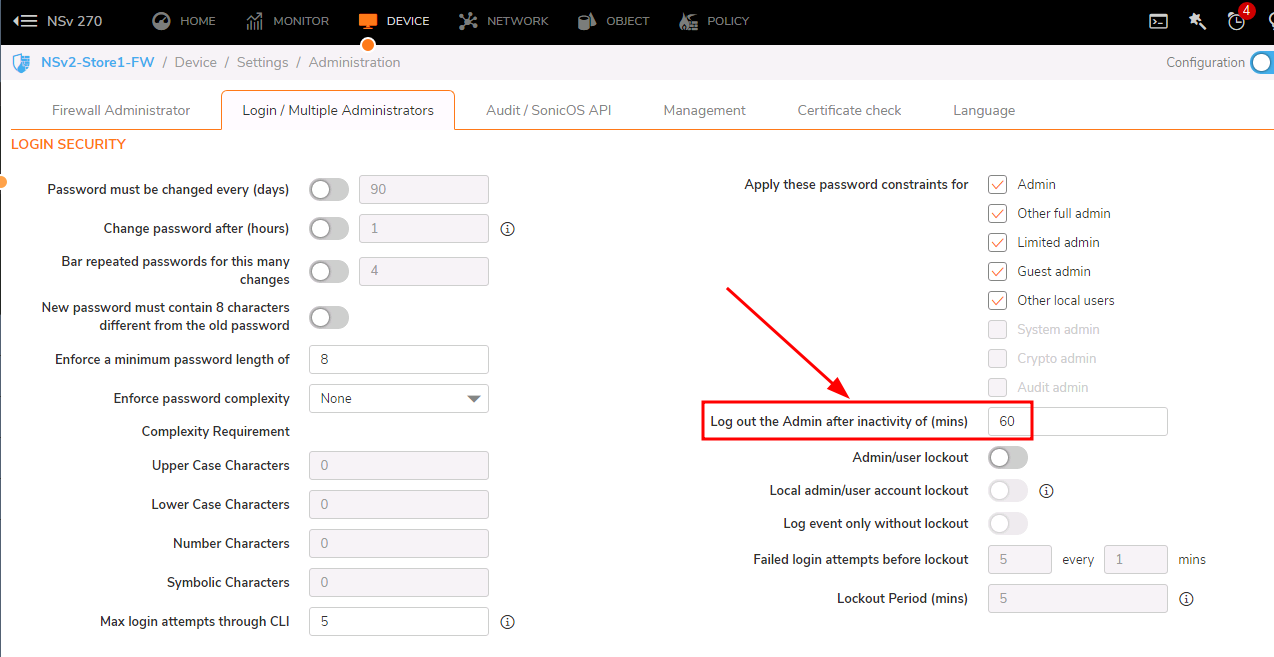 NSv 270
HOME
MONITOR
DEVICE
NETWORK
OBJECT
POLICY
4
NSv2-Store1-FW / Device / Settings / Administration
Configuration
Firewall Administrator
Login / Multiple Administrators
Audit / SonicOS API
Management
Certificate check
Language
LOGIN SECURITY
Password must be changed every (days)
90
Change password after (hours)
1
Bar repeated passwords for this many
changes
4
New password must contain 8 characters
different from the old password
Enforce a minimum password length of
8
Enforce password complexity
None
Complexity Requirement
Upper Case Characters
0
Lower Case Characters
0
Number Characters
0
Symbolic Characters
0
Max login attempts through CLI
5
Apply these password constraints for
Admin
Other full admin
Limited admin
Guest admin
Other local users
System admin
Crypto admin
Audit admin
Log out the Admin after inactivity of (mins)
60
Admin/user lockout
Local admin/user account lockout
Log event only without lockout
Failed login attempts before lockout
5 every 1 mins
Lockout Period (mins)
5